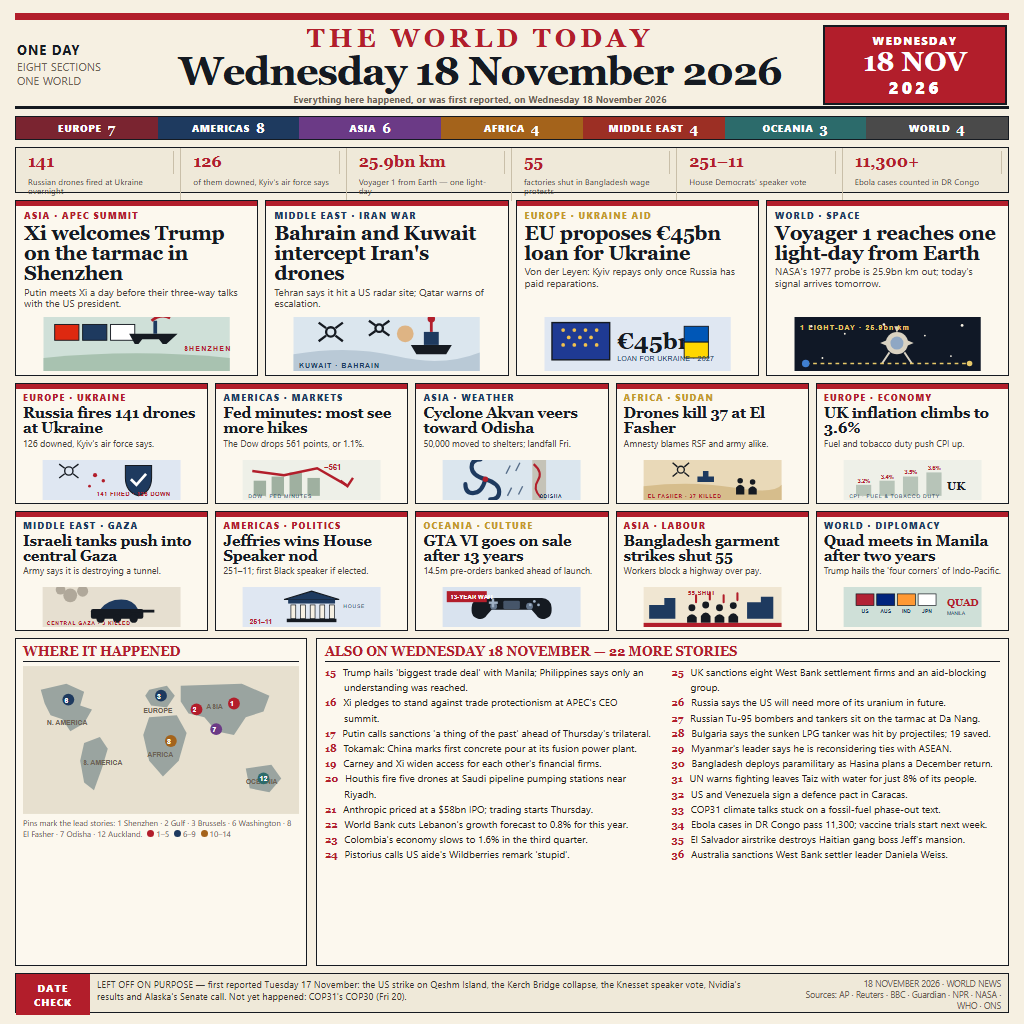 THE WORLD TODAY
ONE DAY
EIGHT SECTIONS
ONE WORLD
Wednesday 18 November 2026
Everything here happened, or was first reported, on Wednesday 18 November 2026
WEDNESDAY
18 NOV
2026
EUROPE 7
AMERICAS 8
ASIA 6
AFRICA 4
MIDDLE EAST 4
OCEANIA 3
WORLD 4
141
Russian drones fired at Ukraine
overnight
126
of them downed, Kyiv's air force says
25.9bn km
Voyager 1 from Earth — one light-
day
55
factories shut in Bangladesh wage
protests
251–11
House Democrats' speaker vote
11,300+
Ebola cases counted in DR Congo
ASIA · APEC SUMMIT
Xi welcomes Trump
on the tarmac in
Shenzhen
Putin meets Xi a day before their three-way talks
with the US president.
SHENZHEN
MIDDLE EAST · IRAN WAR
Bahrain and Kuwait
intercept Iran's
drones
Tehran says it hit a US radar site; Qatar warns of
escalation.
KUWAIT · BAHRAIN
EUROPE · UKRAINE AID
EU proposes €45bn
loan for Ukraine
Von der Leyen: Kyiv repays only once Russia has
paid reparations.
€45bn
LOAN FOR UKRAINE · 2027
WORLD · SPACE
Voyager 1 reaches one
light-day from Earth
NASA's 1977 probe is 25.9bn km out; today's
signal arrives tomorrow.
1 EIGHT-DAY · 25.9bn km
EUROPE · UKRAINE
Russia fires 141 drones
at Ukraine
126 downed, Kyiv's air force says.
141 FIRED · 126 DOWN
AMERICAS · MARKETS
Fed minutes: most see
more hikes
The Dow drops 561 points, or 1.1%.
−561
DOW · FED MINUTES
ASIA · WEATHER
Cyclone Akvan veers
toward Odisha
50,000 moved to shelters; landfall Fri.
ODISHA
AFRICA · SUDAN
Drones kill 37 at El
Fasher
Amnesty blames RSF and army alike.
EL FASHER · 37 KILLED
EUROPE · ECONOMY
UK inflation climbs to
3.6%
Fuel and tobacco duty push CPI up.
3.2%
3.4%
3.5%
3.6%
UK
CPI · FUEL & TOBACCO DUTY
MIDDLE EAST · GAZA
Israeli tanks push into
central Gaza
Army says it is destroying a tunnel.
CENTRAL GAZA · 3 KILLED
AMERICAS · POLITICS
Jeffries wins House
Speaker nod
251–11; first Black speaker if elected.
HOUSE
251–11
OCEANIA · CULTURE
GTA VI goes on sale
after 13 years
14.5m pre-orders banked ahead of launch.
13-YEAR WAIT
ASIA · LABOUR
Bangladesh garment
strikes shut 55
Workers block a highway over pay.
55 SHUT
WORLD · DIPLOMACY
Quad meets in Manila
after two years
Trump hails the 'four corners' of Indo-Pacific.
US
AUS
IND
JPN
QUAD
MANILA
WHERE IT HAPPENED
6
N. AMERICA
S. AMERICA
3
EUROPE
2
ASIA
1
7
8
AFRICA
12
OCEANIA
Pins mark the lead stories: 1 Shenzhen · 2 Gulf · 3 Brussels · 6 Washington · 8
El Fasher · 7 Odisha · 12 Auckland. 1–5 6–9 10–14
ALSO ON WEDNESDAY 18 NOVEMBER — 22 MORE STORIES
15 Trump hails 'biggest trade deal' with Manila; Philippines says only an
understanding was reached.
16 Xi pledges to stand against trade protectionism at APEC's CEO
summit.
17 Putin calls sanctions 'a thing of the past' ahead of Thursday's trilateral.
18 Tokamak: China marks first concrete pour at its fusion power plant.
19 Carney and Xi widen access for each other's financial firms.
20 Houthis fire five drones at Saudi pipeline pumping stations near
Riyadh.
21 Anthropic priced at a $58bn IPO; trading starts Thursday.
22 World Bank cuts Lebanon's growth forecast to 0.8% for this year.
23 Colombia's economy slows to 1.6% in the third quarter.
24 Pistorius calls US aide's Wildberries remark 'stupid'.
25 UK sanctions eight West Bank settlement firms and an aid-blocking
group.
26 Russia says the US will need more of its uranium in future.
27 Russian Tu-95 bombers and tankers sit on the tarmac at Da Nang.
28 Bulgaria says the sunken LPG tanker was hit by projectiles; 19 saved.
29 Myanmar's leader says he is reconsidering ties with ASEAN.
30 Bangladesh deploys paramilitary as Hasina plans a December return.
31 UN warns fighting leaves Taiz with water for just 8% of its people.
32 US and Venezuela sign a defence pact in Caracas.
33 COP31 climate talks stuck on a fossil-fuel phase-out text.
34 Ebola cases in DR Congo pass 11,300; vaccine trials start next week.
35 El Salvador airstrike destroys Haitian gang boss Jeff's mansion.
36 Australia sanctions West Bank settler leader Daniela Weiss.
DATE
CHECK
LEFT OFF ON PURPOSE — first reported Tuesday 17 November: the US strike on Qeshm Island, the Kerch Bridge collapse, the Knesset speaker vote, Nvidia's
results and Alaska's Senate call. Not yet happened: COP31's COP30 (Fri 20).
18 NOVEMBER 2026 · WORLD NEWS
Sources: AP · Reuters · BBC · Guardian · NPR · NASA ·
WHO · ONS